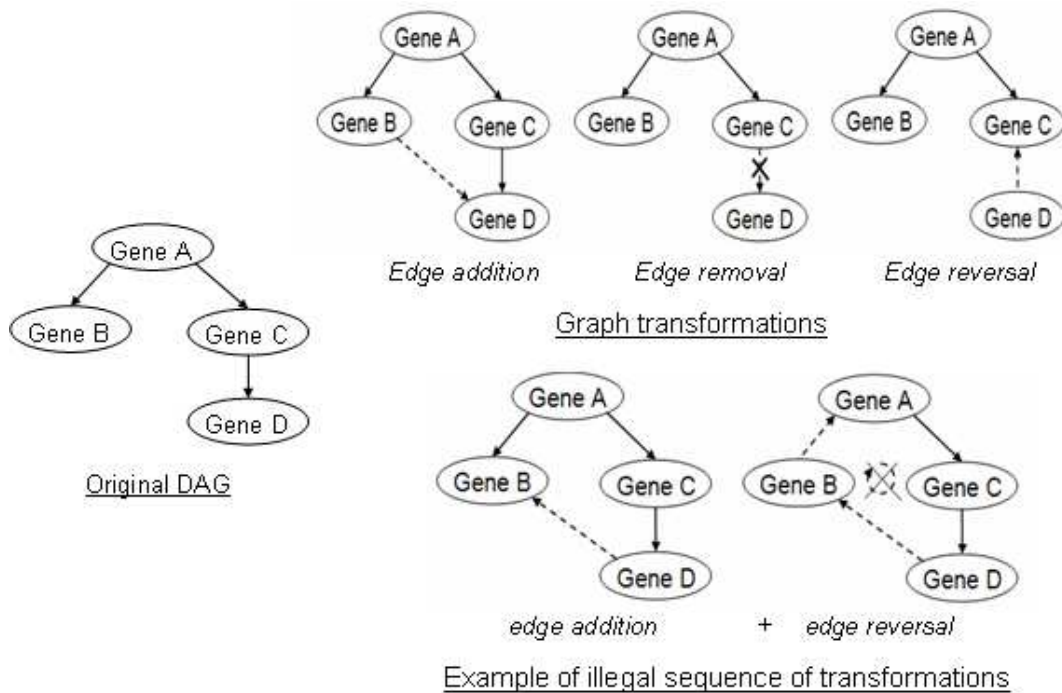 Gene A
Gene B
Gene C
Gene D
Original DAG
Gene A
Gene B
Gene C
Gene D
Edge addition
Gene A
Gene B
Gene C
X
Gene D
Edge removal
Gene A
Gene B
Gene C
Gene D
Edge reversal
Graph transformations
Gene A
Gene B
Gene C
Gene D
edge addition
+
Gene A
Gene B
Gene C
Gene D
edge reversal
Example of illegal sequence of transformations